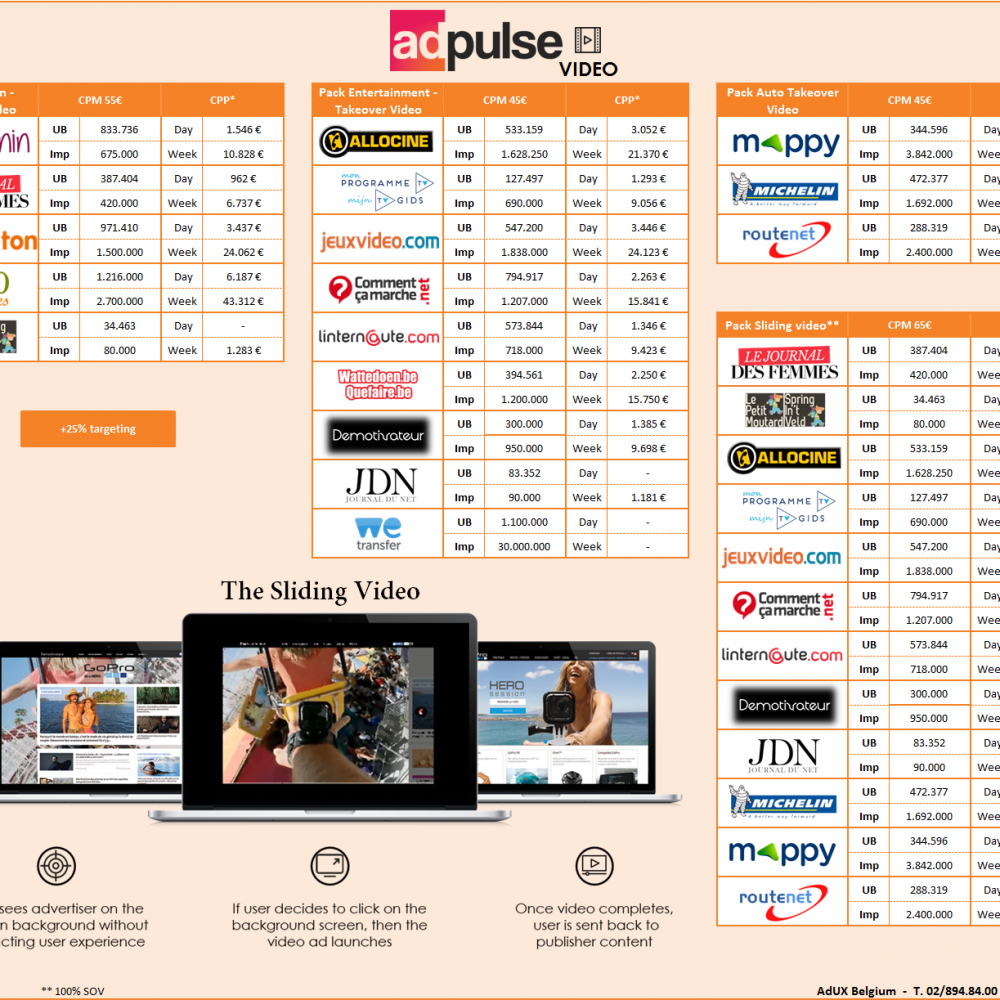 adpulse
VIDEO
n -
leo
CPM 55€
CPP*
nin
UB 833.736 Day 1.546 €
Imp 675.000 Week 10.828 €
AL
MES
UB 387.404 Day 962 €
Imp 420.000 Week 6.737 €
ton
UB 971.410 Day 3.437 €
Imp 1.500.000 Week 24.062 €
UB 1.216.000 Day 6.187 €
Imp 2.700.000 Week 43.312 €
UB 34.463 Day -
Imp 80.000 Week 1.283 €
+25% targeting
Pack Entertainment -
Takeover Video
CPM 45€
CPP*
ALLOCINE
UB 533.159 Day 3.052 €
Imp 1.628.250 Week 21.370 €
mon
PROGRAMME TV
mijn TV GIDS
UB 127.497 Day 1.293 €
Imp 690.000 Week 9.056 €
jeuxvideo.com
UB 547.200 Day 3.446 €
Imp 1.838.000 Week 24.123 €
Comment
ça marche .net
UB 794.917 Day 2.263 €
Imp 1.207.000 Week 15.841 €
lintern@ute.com
UB 573.844 Day 1.346 €
Imp 718.000 Week 9.423 €
Wattedoen.be
Quefaire.be
UB 394.561 Day 2.250 €
Imp 1.200.000 Week 15.750 €
Demotivateur
UB 300.000 Day 1.385 €
Imp 950.000 Week 9.698 €
JDN
JOURNAL DU NET
UB 83.352 Day -
Imp 90.000 Week 1.181 €
we
transfer
UB 1.100.000 Day -
Imp 30.000.000 Week -
Pack Auto Takeover
Video
CPM 45€
mappy
UB 344.596 Day
Imp 3.842.000 Wee
MICHELIN
A better way forward
UB 472.377 Day
Imp 1.692.000 Wee
routenet
UB 288.319 Day
Imp 2.400.000 Wee
Pack Sliding video**
CPM 65€
LE JOURNAL
DES FEMMES
UB 387.404 Day
Imp 420.000 Wee
Le Petit Moutard
Spring in't Veld
UB 34.463 Day
Imp 80.000 Wee
ALLOCINE
UB 533.159 Day
Imp 1.628.250 Wee
mon
PROGRAMME TV
mijn TV GIDS
UB 127.497 Day
Imp 690.000 Wee
jeuxvideo.com
UB 547.200 Day
Imp 1.838.000 Wee
Comment
ça marche .net
UB 794.917 Day
Imp 1.207.000 Wee
lintern@ute.com
UB 573.844 Day
Imp 718.000 Wee
Demotivateur
UB 300.000 Day
Imp 950.000 Wee
JDN
JOURNAL DU NET
UB 83.352 Day
Imp 90.000 Wee
MICHELIN
A better way forward
UB 472.377 Day
Imp 1.692.000 Wee
mappy
UB 344.596 Day
Imp 3.842.000 Wee
routenet
UB 288.319 Day
Imp 2.400.000 Wee
The Sliding Video
Demotivateur
GoPro
HERO
SESSION
sees advertiser on the
n background without
cting user experience
If user decides to click on the
background screen, then the
video ad launches
Once video completes,
user is sent back to
publisher content
** 100% SOV
AdUX Belgium - T. 02/894.84.00